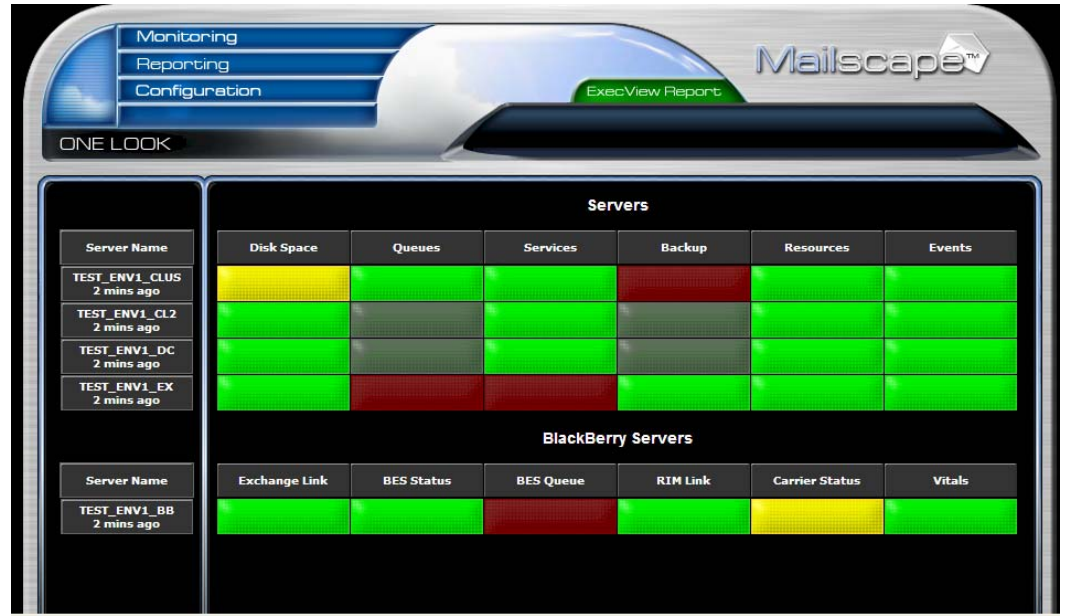 Monitoring
Reporting
Configuration
Mailscape™
ExecView Report
ONE LOOK
Servers
Server Name Disk Space Queues Services Backup Resources Events
TEST_ENV1_CLUS
2 mins ago
TEST_ENV1_CL2
2 mins ago
TEST_ENV1_DC
2 mins ago
TEST_ENV1_EX
2 mins ago
BlackBerry Servers
Server Name Exchange Link BES Status BES Queue RIM Link Carrier Status Vitals
TEST_ENV1_BB
2 mins ago